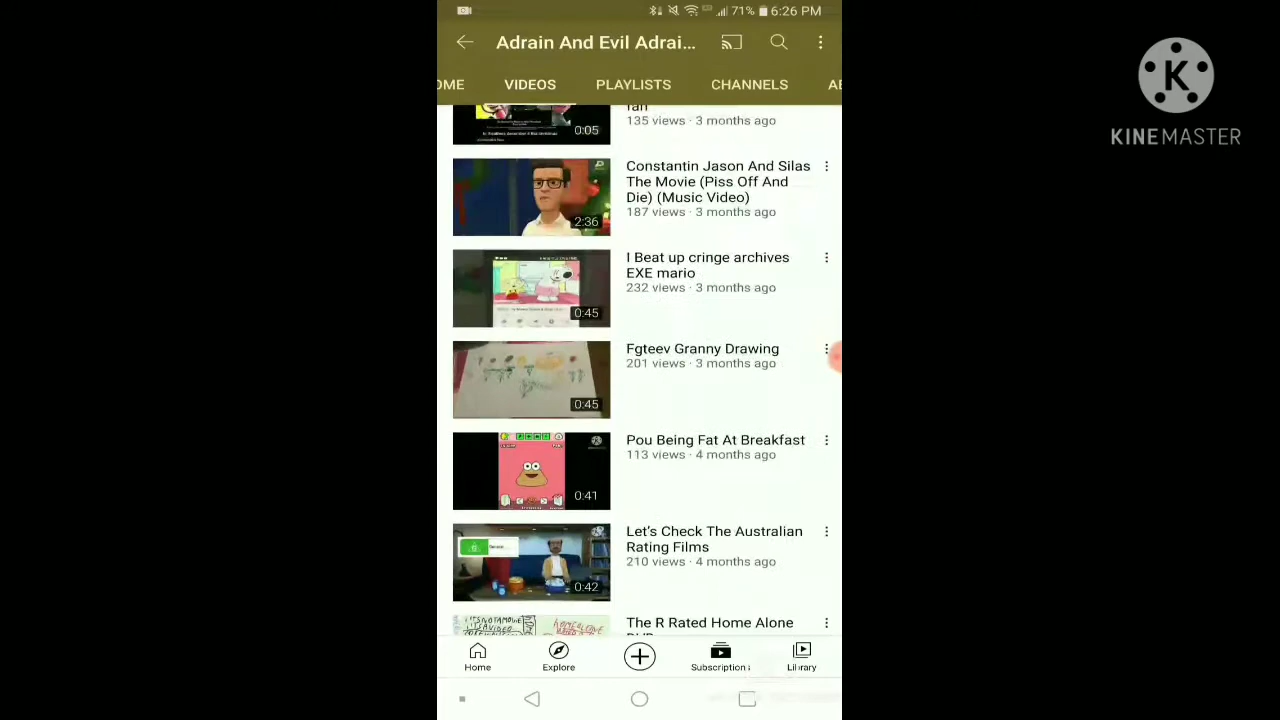 71% 6:26 PM
Adrain And Evil Adrai...
OME VIDEOS PLAYLISTS CHANNELS
KINEMASTER
0:05
135 views · 3 months ago
Constantin Jason And Silas
The Movie (Piss Off And
Die) (Music Video)
187 views · 3 months ago
2:36
I Beat up cringe archives
EXE mario
232 views · 3 months ago
0:45
Fgteev Granny Drawing
201 views · 3 months ago
0:45
Pou Being Fat At Breakfast
113 views · 4 months ago
0:41
Let's Check The Australian
Rating Films
210 views · 4 months ago
0:42
The R Rated Home Alone
Home Explore Subscriptions Library